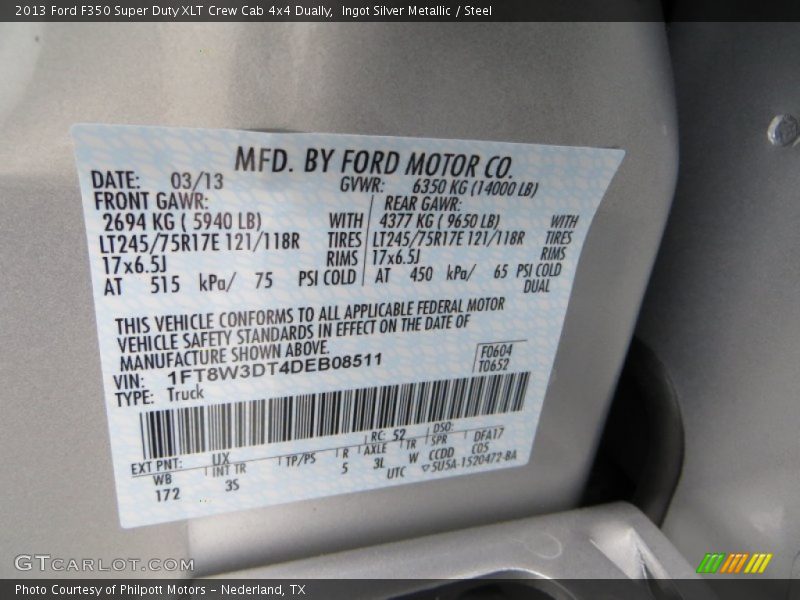 2013 Ford F350 Super Duty XLT Crew Cab 4x4 Dually,  Ingot Silver Metallic / Steel
MFD. BY FORD MOTOR CO.
DATE: 03/13 GVWR: 6350 KG (14000 LB)
FRONT GAWR: REAR GAWR:
2694 KG ( 5940 LB) WITH 4377 KG ( 9650 LB) WITH
LT245/75R17E 121/118R TIRES LT245/75R17E 121/118R TIRES
17x6.5J RIMS 17x6.5J RIMS
AT 515 kPa/ 75 PSI COLD AT 450 kPa/ 65 PSI COLD
DUAL
THIS VEHICLE CONFORMS TO ALL APPLICABLE FEDERAL MOTOR
VEHICLE SAFETY STANDARDS IN EFFECT ON THE DATE OF
MANUFACTURE SHOWN ABOVE.
VIN: 1FT8W3DT4DEB08511 F0604
TYPE: Truck T0652
EXT PNT: UX RC: 52 DSO:
WB INT TR TP/PS R AXLE TR SPR DFA17
172 3S 5 3L W CCDD C05
UTC ▽5U5A-1520472-BA
GTCARLOT.COM
Photo Courtesy of Philpott Motors – Nederland, TX